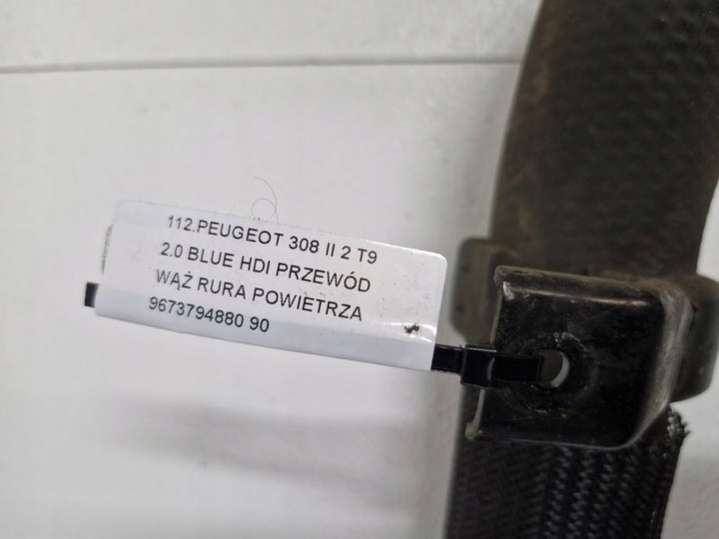 112.PEUGEOT 308 II 2 T9
2.0 BLUE HDI PRZEWÓD
WĄŻ RURA POWIETRZA
9673794880 90